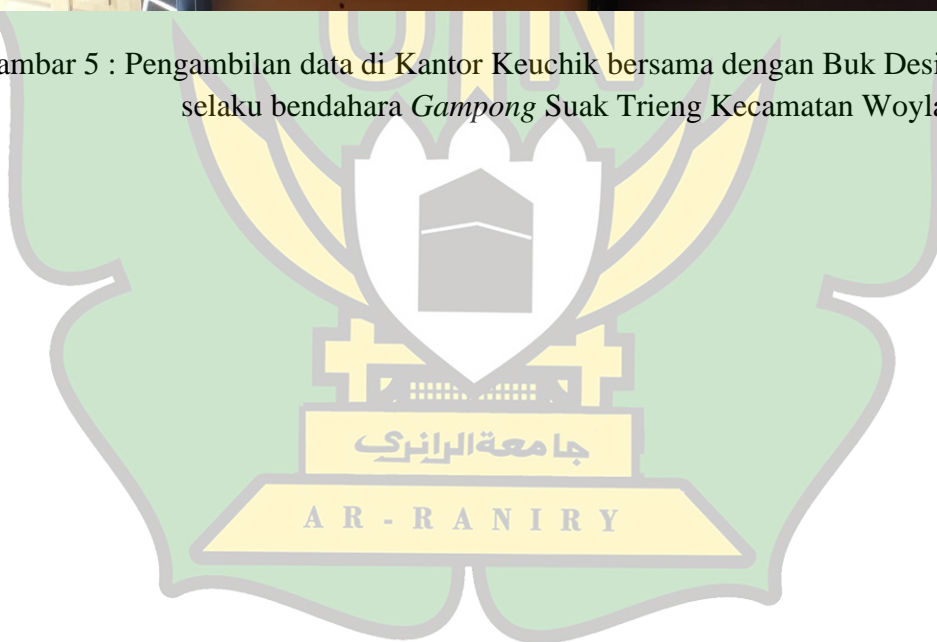 UIN
ambar 5 : Pengambilan data di Kantor Keuchik bersama dengan Buk Desi
selaku bendahara Gampong Suak Trieng Kecamatan Woyla
جامعةالرانري
AR-RANIRY